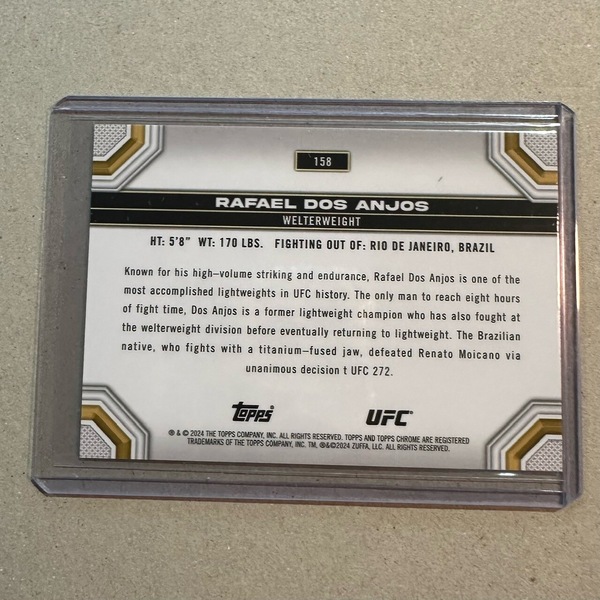 158
RAFAEL DOS ANJOS
WELTERWEIGHT
HT: 5'8" WT: 170 LBS. FIGHTING OUT OF: RIO DE JANEIRO, BRAZIL
Known for his high-volume striking and endurance, Rafael Dos Anjos is one of the
most accomplished lightweights in UFC history. The only man to reach eight hours
of fight time, Dos Anjos is a former lightweight champion who has also fought at
the welterweight division before eventually returning to lightweight. The Brazilian
native, who fights with a titanium-fused jaw, defeated Renato Moicano via
unanimous decision t UFC 272.
Topps® UFC®
® & © 2024 THE TOPPS COMPANY, INC. ALL RIGHTS RESERVED. TOPPS AND TOPPS CHROME ARE REGISTERED
TRADEMARKS OF THE TOPPS COMPANY, INC. TM, ®&©2024 ZUFFA, LLC. ALL RIGHTS RESERVED.